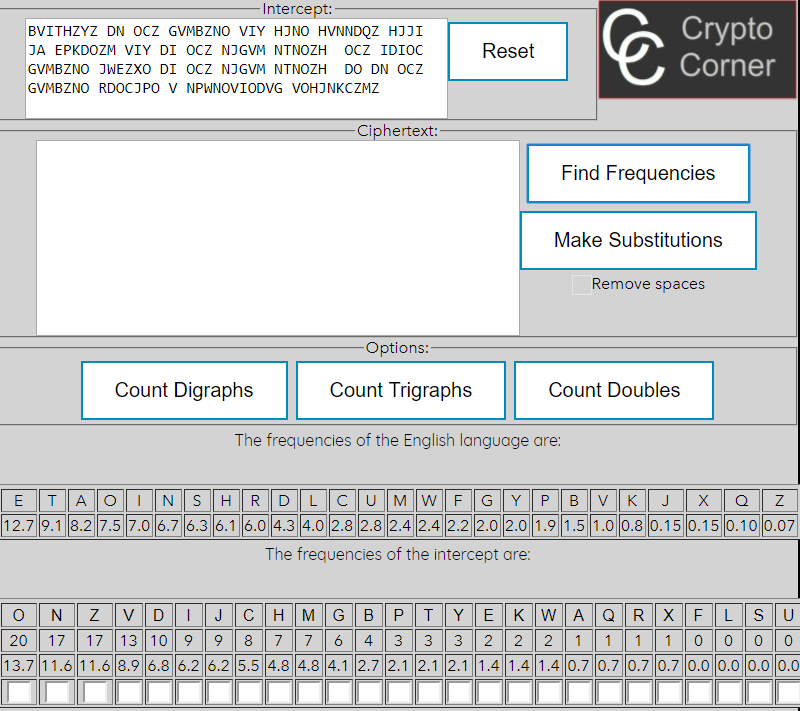 Intercept:
BVITHZYZ DN OCZ GVMBZNO VIY HJNO HVNNDQZ HJJI
JA EPKDOZM VIY DI OCZ NJGVM NTNOZH  OCZ IDIOC
GVMBZNO JWEZXO DI OCZ NJGVM NTNOZH  DO DN OCZ
GVMBZNO RDOCJPO V NPWNOVIODVG VOHJNKCZMZ
Reset
Crypto
Corner
Ciphertext:
Find Frequencies
Make Substitutions
Remove spaces
Options:
Count Digraphs Count Trigraphs Count Doubles
The frequencies of the English language are:
E T A O I N S H R D L C U M W F G Y P B V K J X Q Z
12.7 9.1 8.2 7.5 7.0 6.7 6.3 6.1 6.0 4.3 4.0 2.8 2.8 2.4 2.4 2.2 2.0 2.0 1.9 1.5 1.0 0.8 0.15 0.15 0.10 0.07
The frequencies of the intercept are:
O N Z V D I J C H M G B P T Y E K W A Q R X F L S U
20 17 17 13 10 9 9 8 7 7 6 4 3 3 3 2 2 2 1 1 1 1 0 0 0 0
13.7 11.6 11.6 8.9 6.8 6.2 6.2 5.5 4.8 4.8 4.1 2.7 2.1 2.1 2.1 1.4 1.4 1.4 0.7 0.7 0.7 0.7 0.0 0.0 0.0 0.0